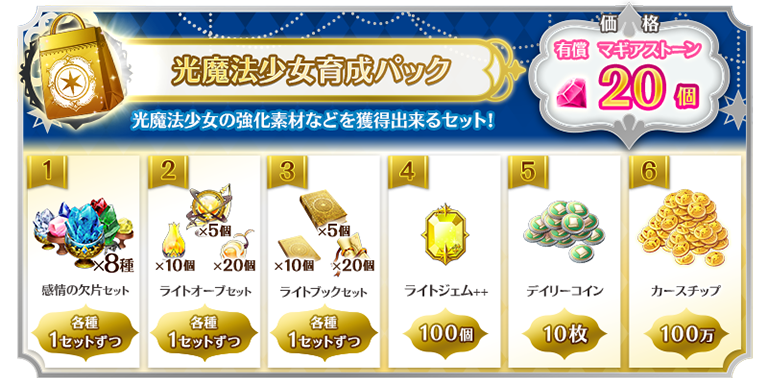 価格
光魔法少女育成パック
有償 マギアストーン
20個
光魔法少女の強化素材などを獲得出来るセット!
1
×8種
感情の欠片セット
各種
1セットずつ
2
×5個
×10個 ×20個
ライトオーブセット
各種
1セットずつ
3
×5個
×10個 ×20個
ライトブックセット
各種
1セットずつ
4
ライトジェム++
100個
5
デイリーコイン
10枚
6
カースチップ
100万